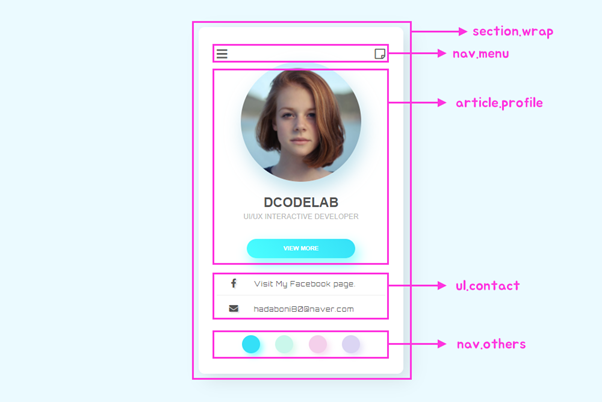 section.wrap
nav.menu
article.profile
DCODELAB
UI/UX INTERACTIVE DEVELOPER
VIEW MORE
Visit My Facebook page
hadaboni80@naver.com
ul.contact
nav.others